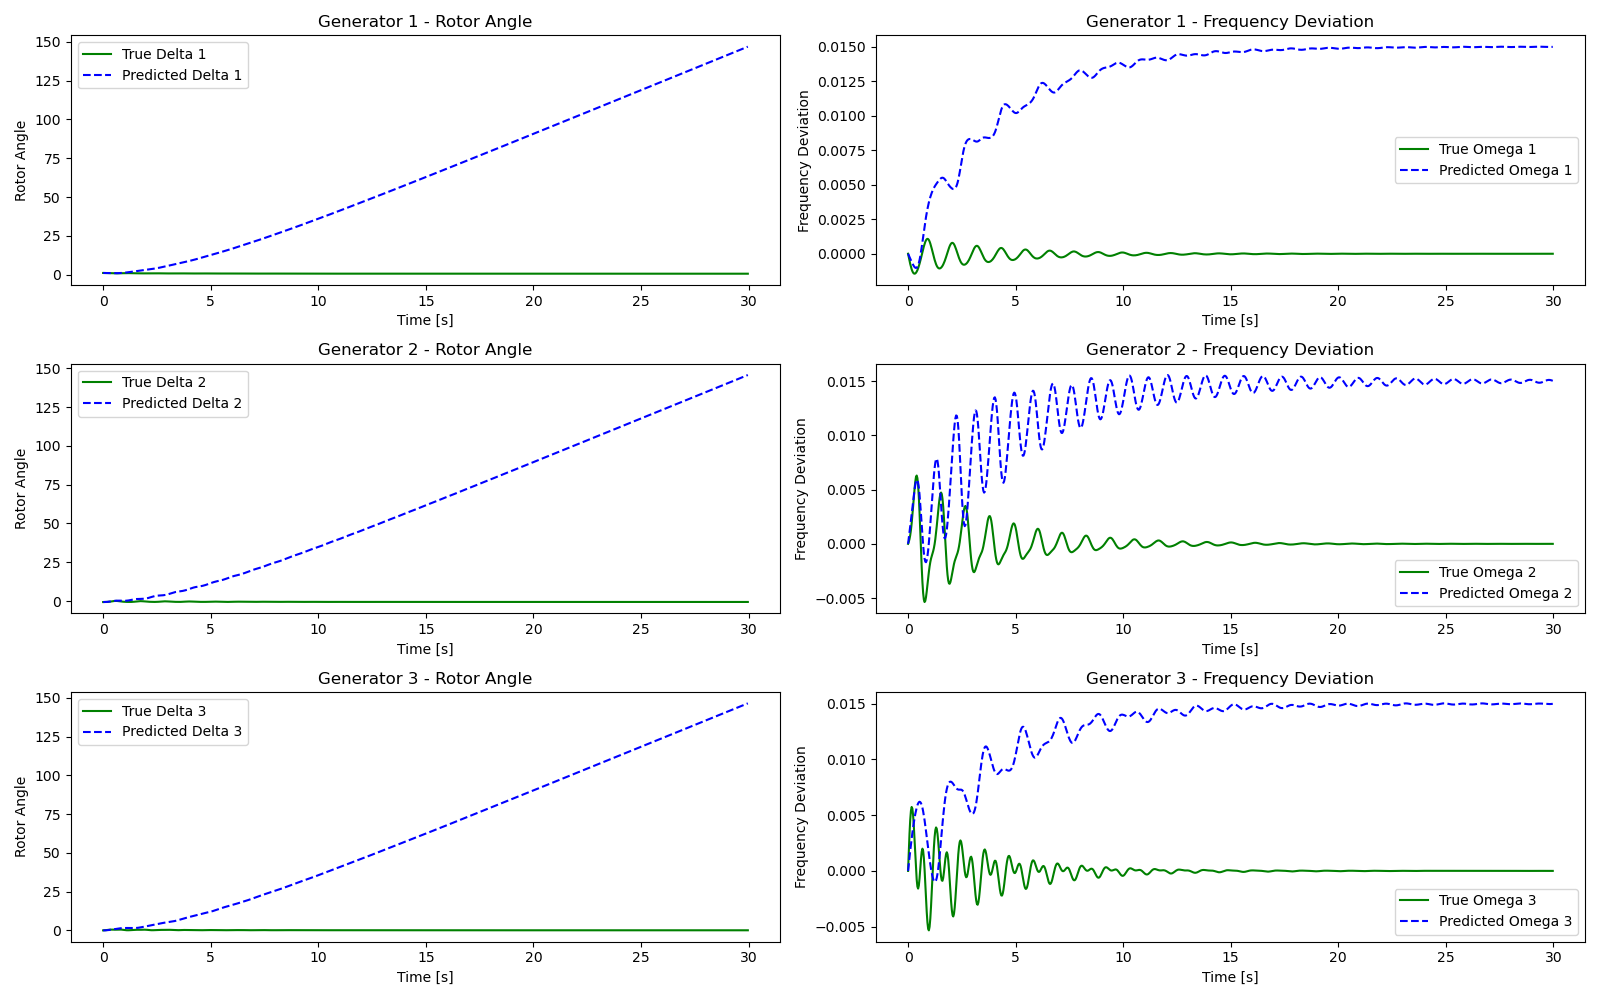 Generator 1 - Rotor Angle
150
125
100
75
50
25
0
Rotor Angle
True Delta 1
Predicted Delta 1
0 5 10 15 20 25 30
Time [s]
Generator 1 - Frequency Deviation
0.0150
0.0125
0.0100
0.0075
0.0050
0.0025
0.0000
Frequency Deviation
True Omega 1
Predicted Omega 1
0 5 10 15 20 25 30
Time [s]
Generator 2 - Rotor Angle
150
125
100
75
50
25
0
Rotor Angle
True Delta 2
Predicted Delta 2
0 5 10 15 20 25 30
Time [s]
Generator 2 - Frequency Deviation
0.015
0.010
0.005
0.000
−0.005
Frequency Deviation
True Omega 2
Predicted Omega 2
0 5 10 15 20 25 30
Time [s]
Generator 3 - Rotor Angle
150
125
100
75
50
25
0
Rotor Angle
True Delta 3
Predicted Delta 3
0 5 10 15 20 25 30
Time [s]
Generator 3 - Frequency Deviation
0.015
0.010
0.005
0.000
−0.005
Frequency Deviation
True Omega 3
Predicted Omega 3
0 5 10 15 20 25 30
Time [s]